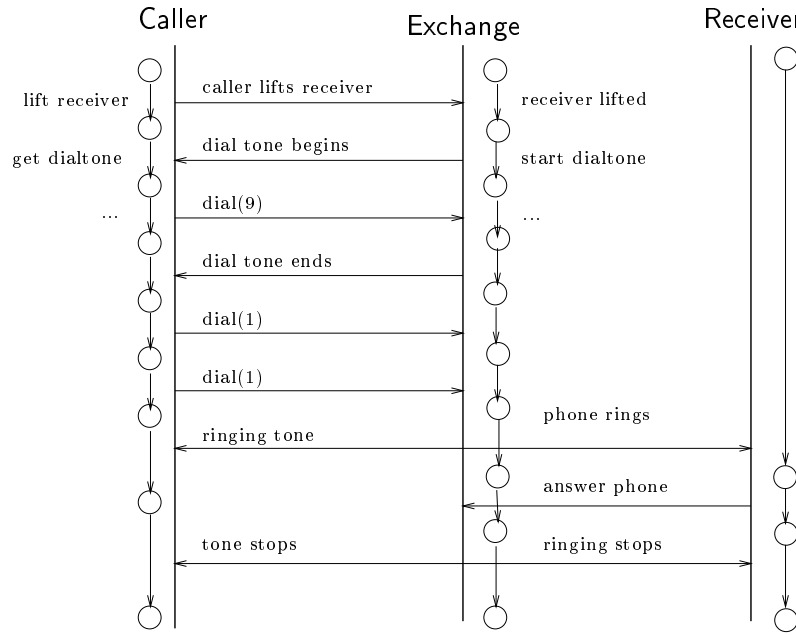 Caller
Exchange
Receiver
caller lifts receiver
lift receiver
receiver lifted
dial tone begins
get dialtone
start dialtone
dial(9)
...
...
dial tone ends
dial(1)
dial(1)
phone rings
ringing tone
answer phone
tone stops
ringing stops